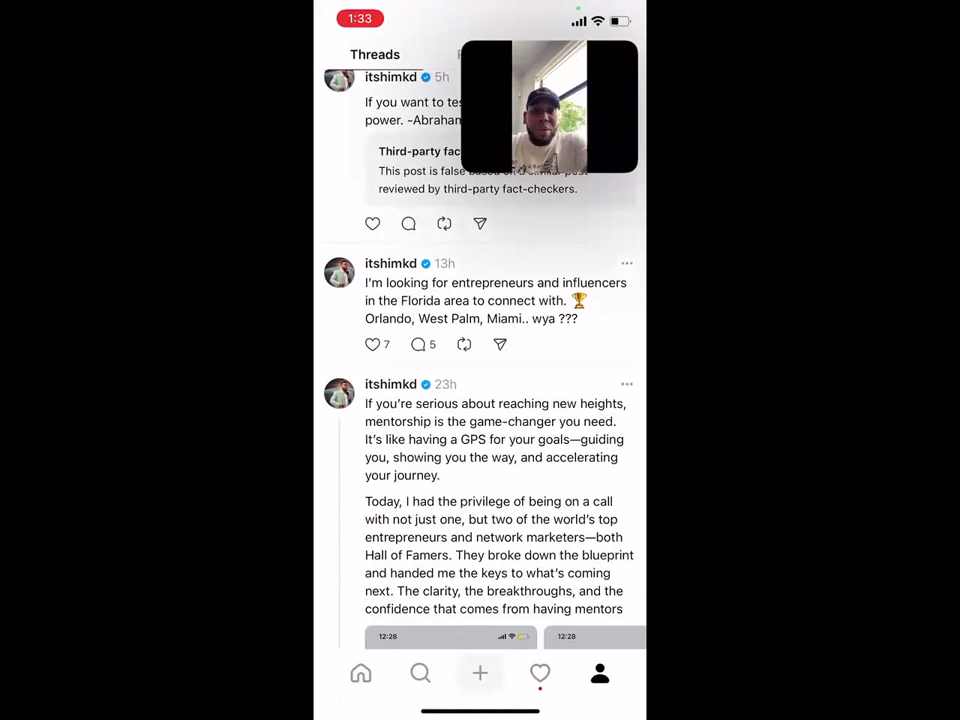 1:33
Threads
itshimkd 5h
If you want to tes
power. -Abraham
Third-party fac
This post is false based on a similar post
reviewed by third-party fact-checkers.
itshimkd 13h
I'm looking for entrepreneurs and influencers
in the Florida area to connect with. 🏆
Orlando, West Palm, Miami.. wya ???
7 5
itshimkd 23h
If you're serious about reaching new heights,
mentorship is the game-changer you need.
It's like having a GPS for your goals—guiding
you, showing you the way, and accelerating
your journey.
Today, I had the privilege of being on a call
with not just one, but two of the world's top
entrepreneurs and network marketers—both
Hall of Famers. They broke down the blueprint
and handed me the keys to what's coming
next. The clarity, the breakthroughs, and the
confidence that comes from having mentors
12:28 12:28